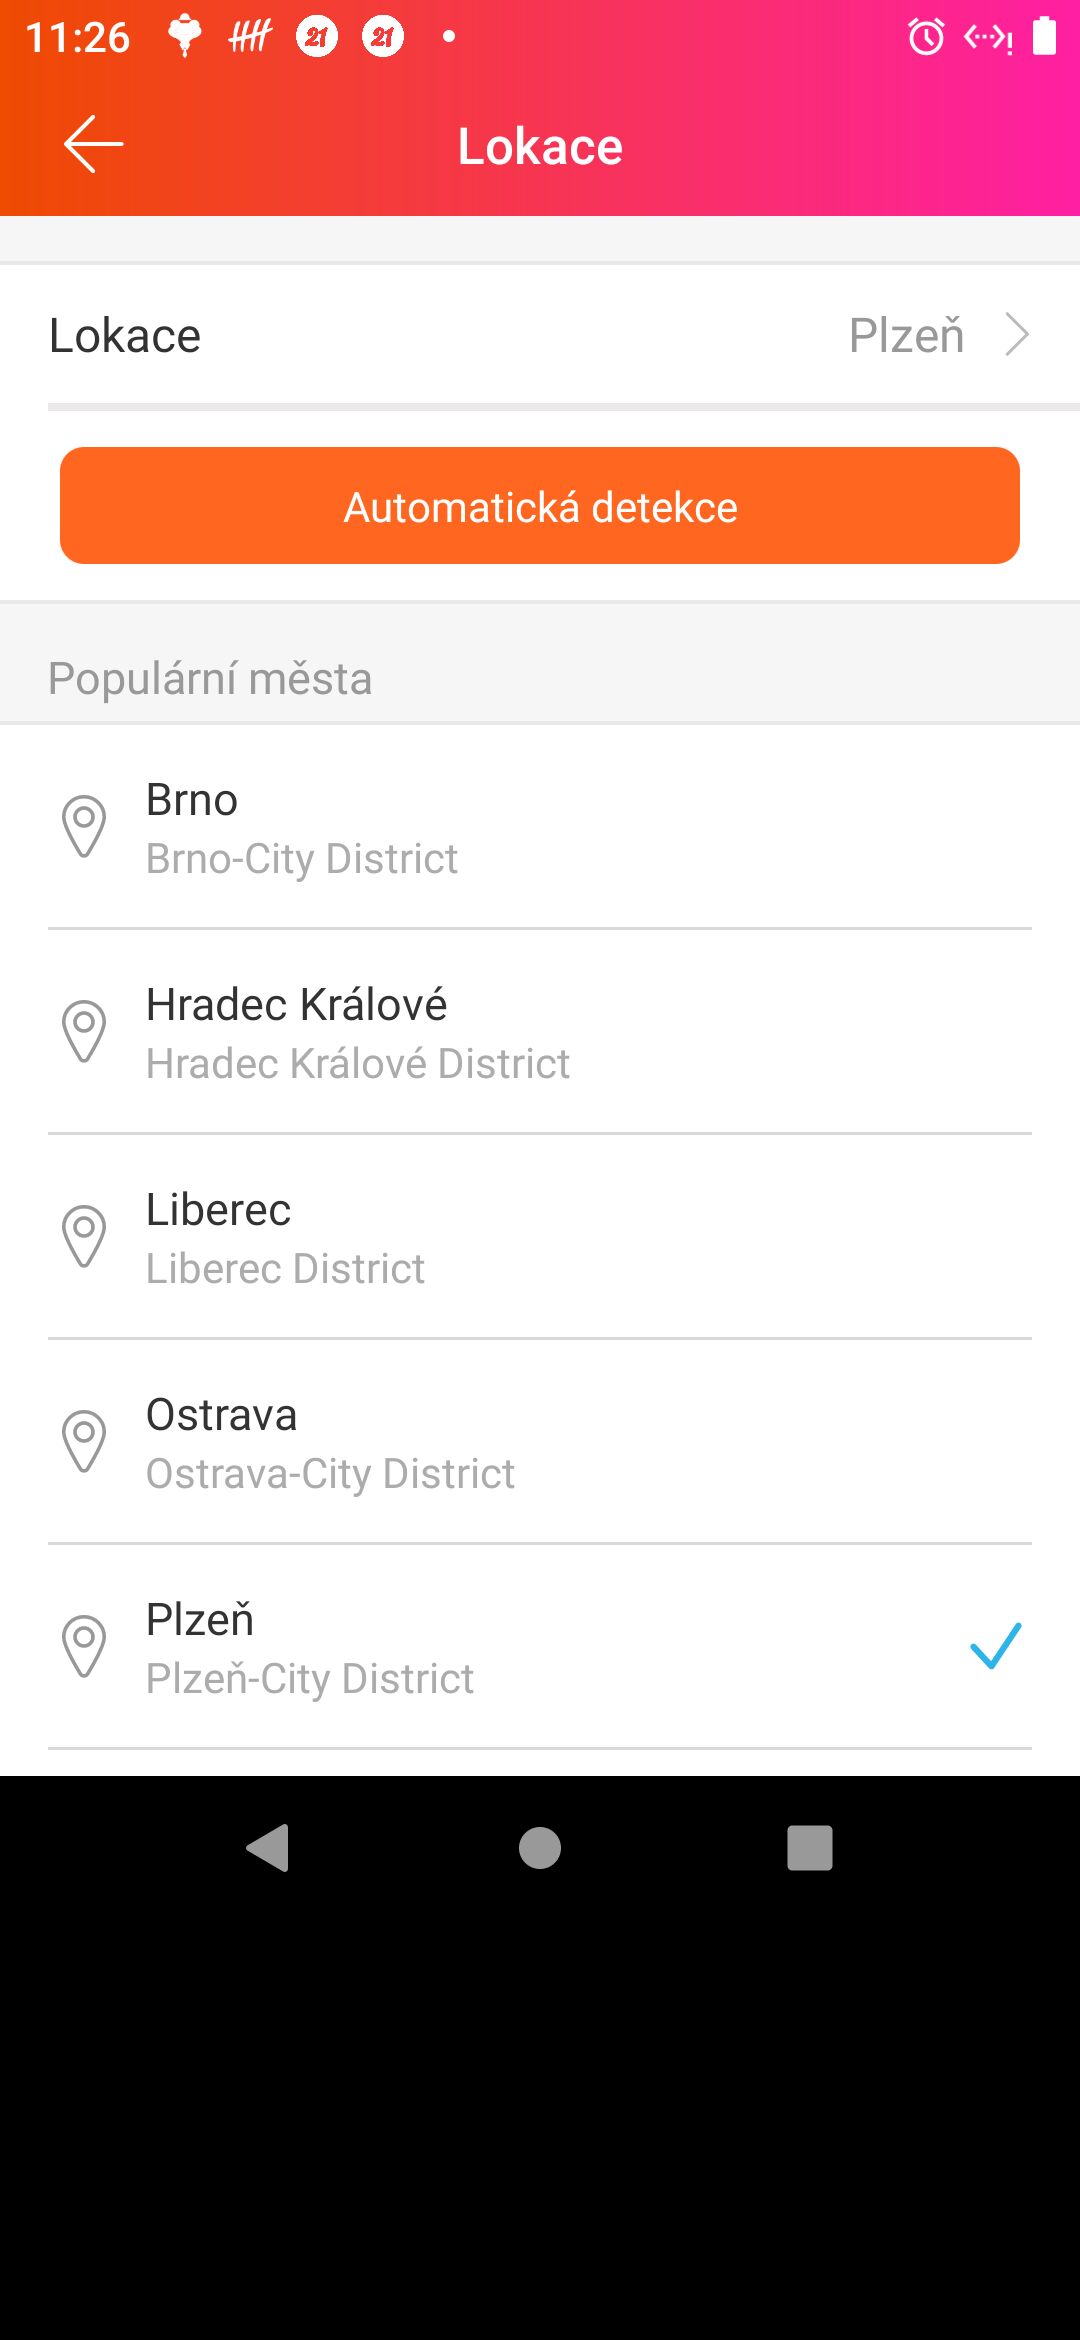 11:26
21 21
Lokace
Lokace Plzeň
Automatická detekce
Populární města
Brno
Brno-City District
Hradec Králové
Hradec Králové District
Liberec
Liberec District
Ostrava
Ostrava-City District
Plzeň
Plzeň-City District